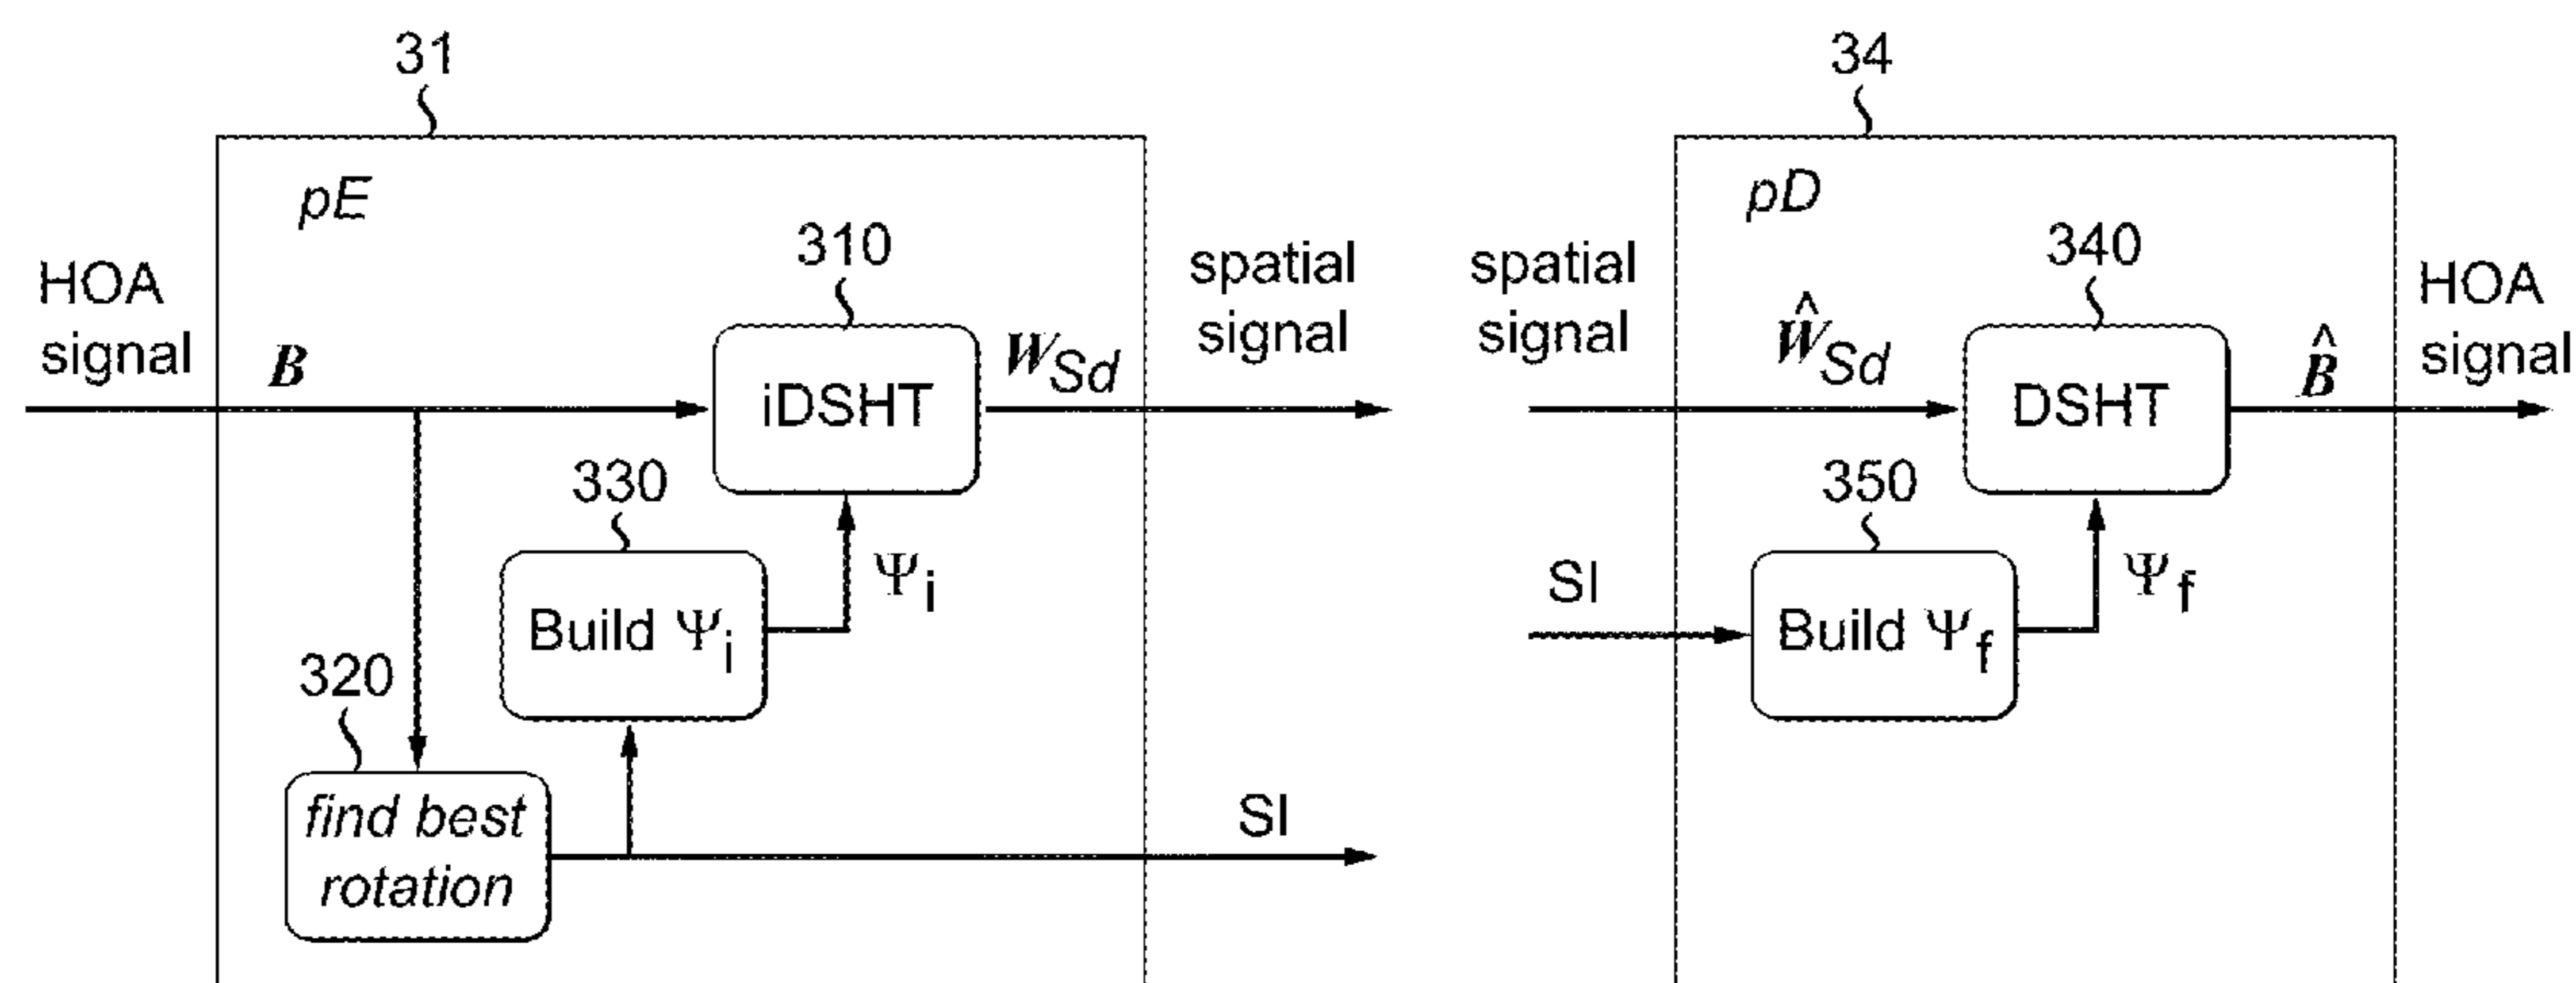 31
pE
HOA
signal
B
310
iDSHT
W_Sd
spatial
signal
330
Build Ψ_i
Ψ_i
320
find best
rotation
SI
34
pD
spatial
signal
Ŵ_Sd
340
DSHT
B̂
HOA
signal
350
SI
Build Ψ_f
Ψ_f